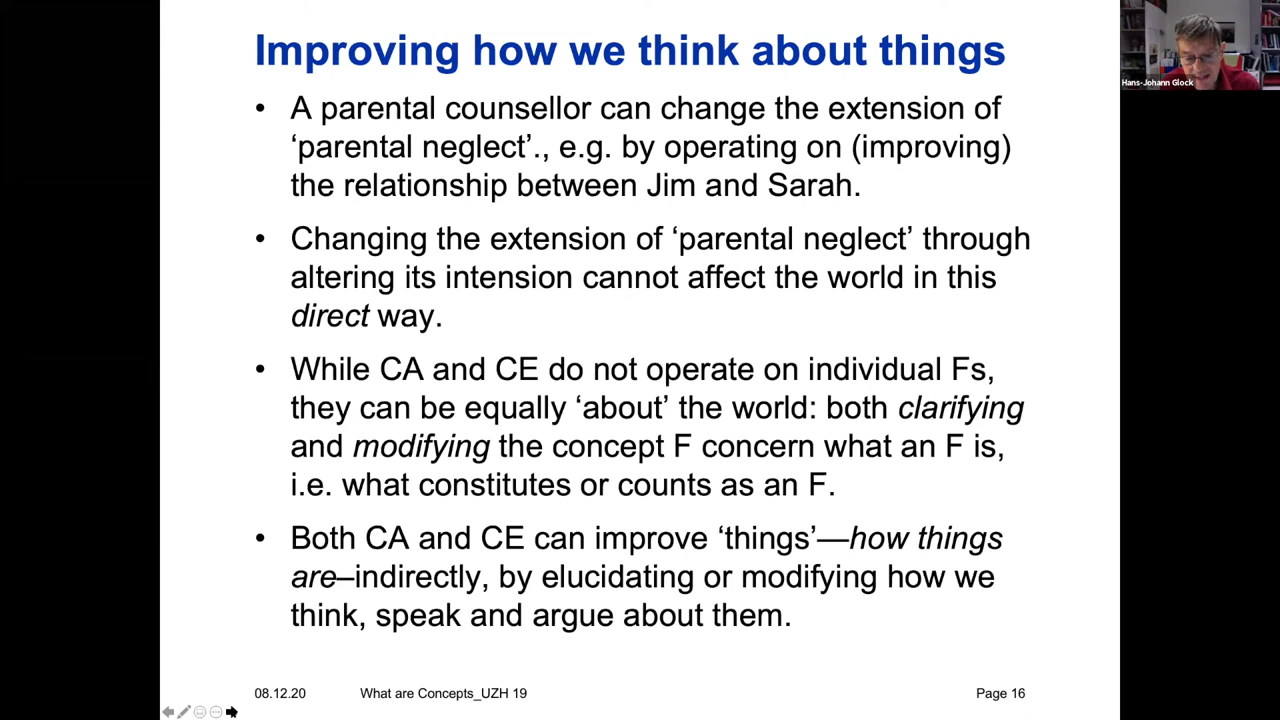 Improving how we think about things
• A parental counsellor can change the extension of
‘parental neglect’., e.g. by operating on (improving)
the relationship between Jim and Sarah.
• Changing the extension of ‘parental neglect’ through
altering its intension cannot affect the world in this
direct way.
• While CA and CE do not operate on individual Fs,
they can be equally ‘about’ the world: both clarifying
and modifying the concept F concern what an F is,
i.e. what constitutes or counts as an F.
• Both CA and CE can improve ‘things’—how things
are–indirectly, by elucidating or modifying how we
think, speak and argue about them.
08.12.20 What are Concepts_UZH 19 Page 16
Hans-Johann Glock